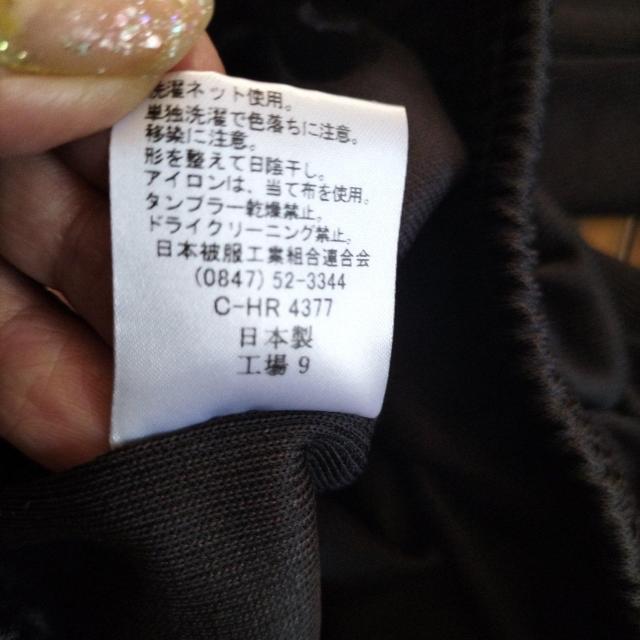 洗濯ネット使用。
単独洗濯で色落ちに注意。
移染に注意。
形を整えて日陰干し。
アイロンは、当て布を使用。
タンブラー乾燥禁止。
ドライクリーニング禁止。
日本被服工業組合連合会
(0847) 52-3344
C-HR 4377
日本製
工場 9